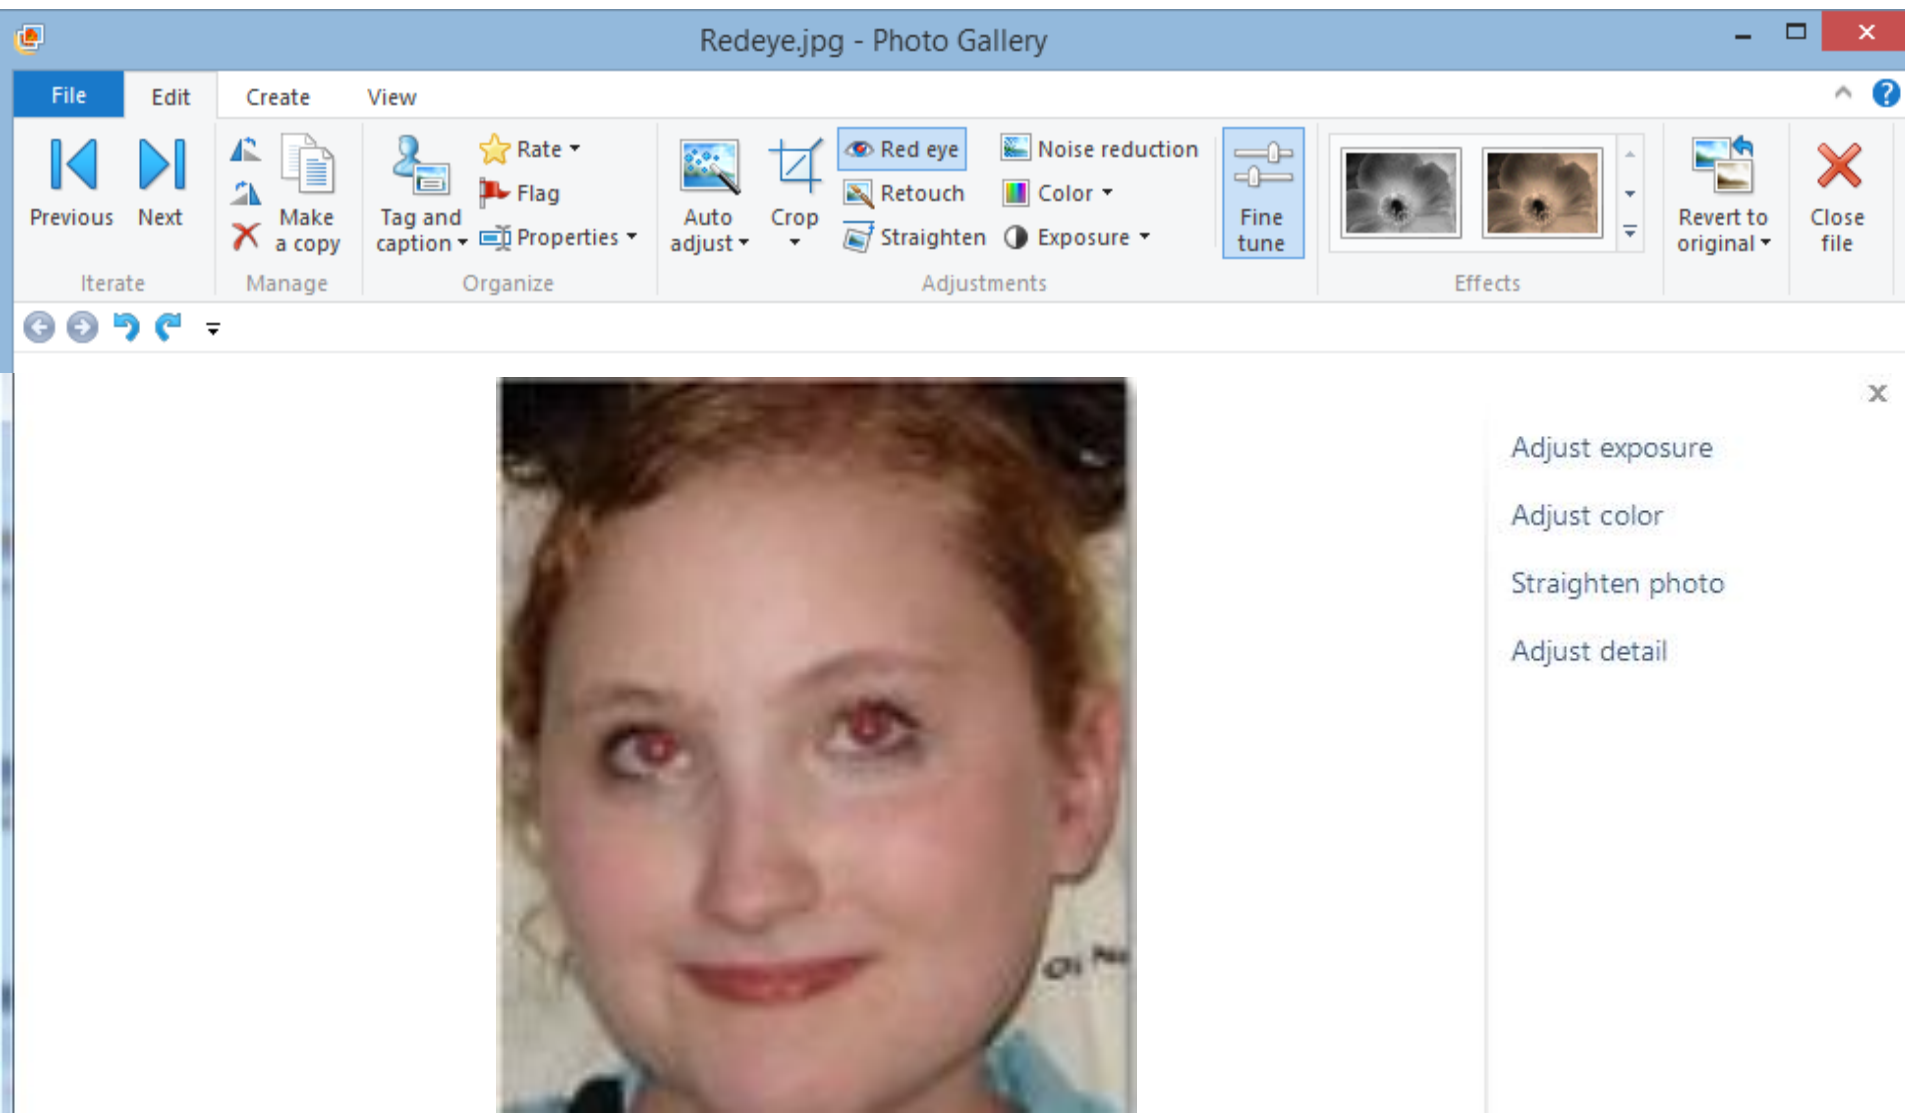 Redeye.jpg - Photo Gallery
File Edit Create View
Previous Next
Make a copy
Tag and caption
Rate
Flag
Properties
Auto adjust
Crop
Red eye
Retouch
Straighten
Noise reduction
Color
Exposure
Fine tune
Revert to original
Close file
Iterate Manage Organize Adjustments Effects
Adjust exposure
Adjust color
Straighten photo
Adjust detail